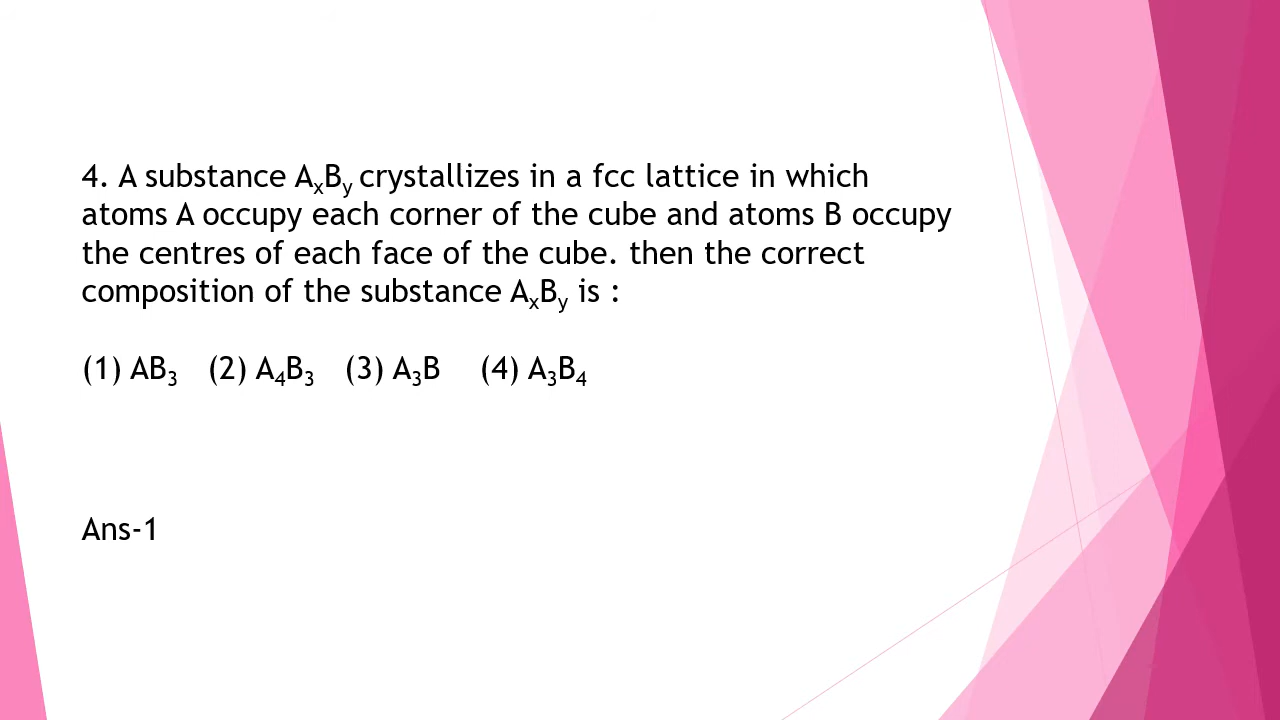 4. A substance AₓBᵧ crystallizes in a fcc lattice in which
atoms A occupy each corner of the cube and atoms B occupy
the centres of each face of the cube. then the correct
composition of the substance AₓBᵧ is :
(1) AB₃ (2) A₄B₃ (3) A₃B (4) A₃B₄
Ans-1